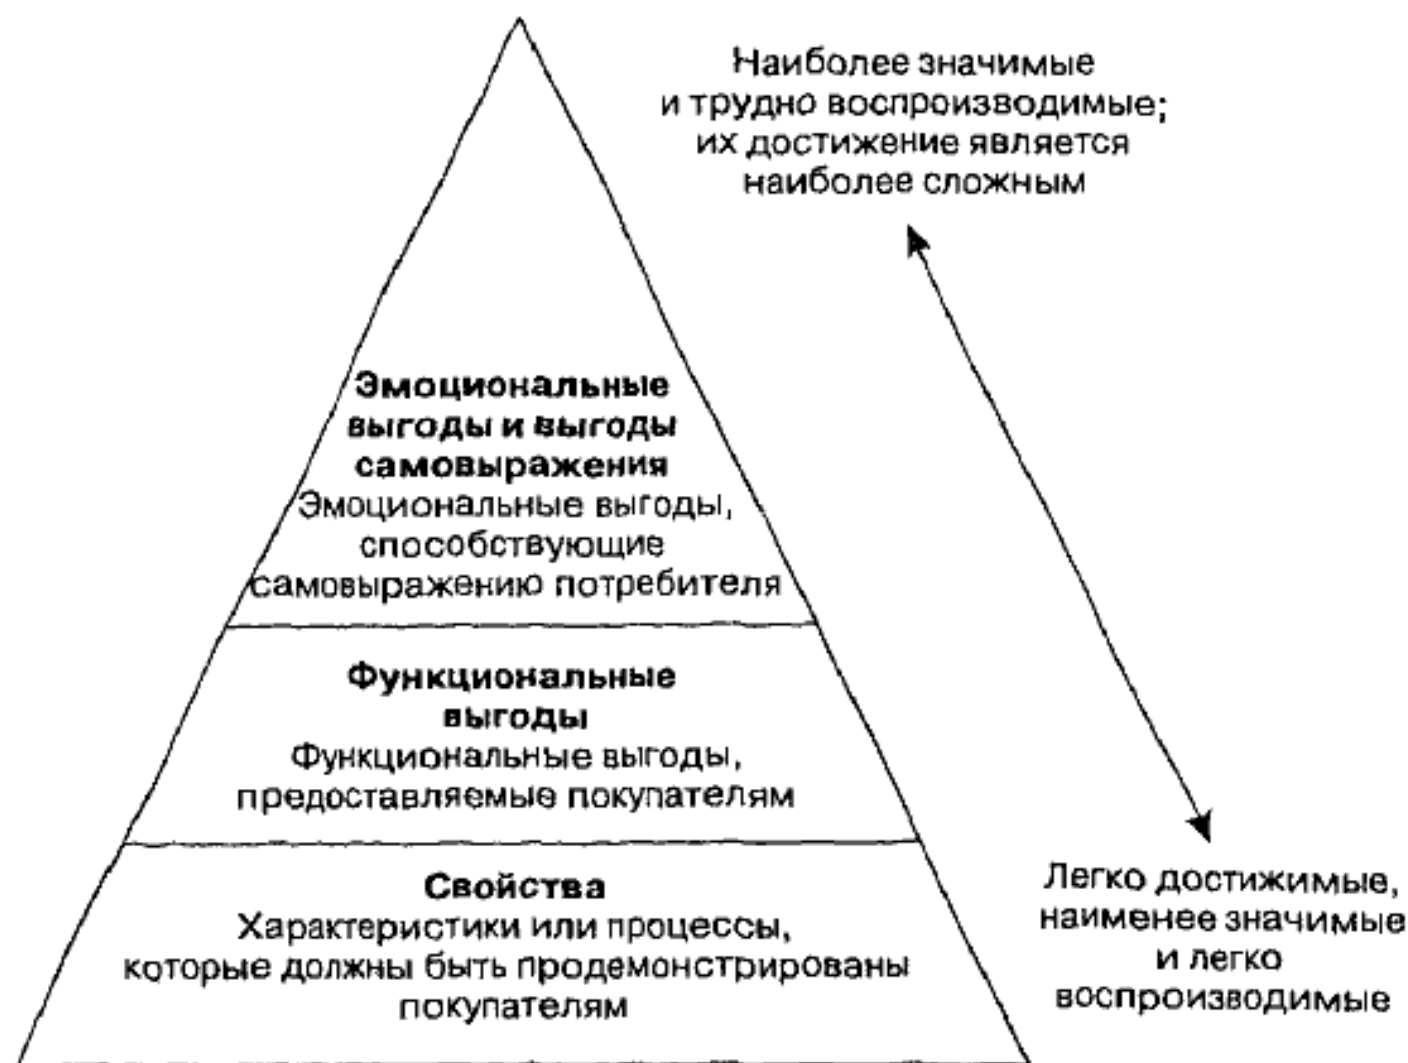 Наиболее значимые
и трудно воспроизводимые;
их достижение является
наиболее сложным
Эмоциональные
выгоды и выгоды
самовыражения
Эмоциональные выгоды,
способствующие
самовыражению потребителя
Функциональные
выгоды
Функциональные выгоды,
предоставляемые покупателям
Свойства
Характеристики или процессы,
которые должны быть продемонстрированы
покупателям
Легко достижимые,
наименее значимые
и легко
воспроизводимые